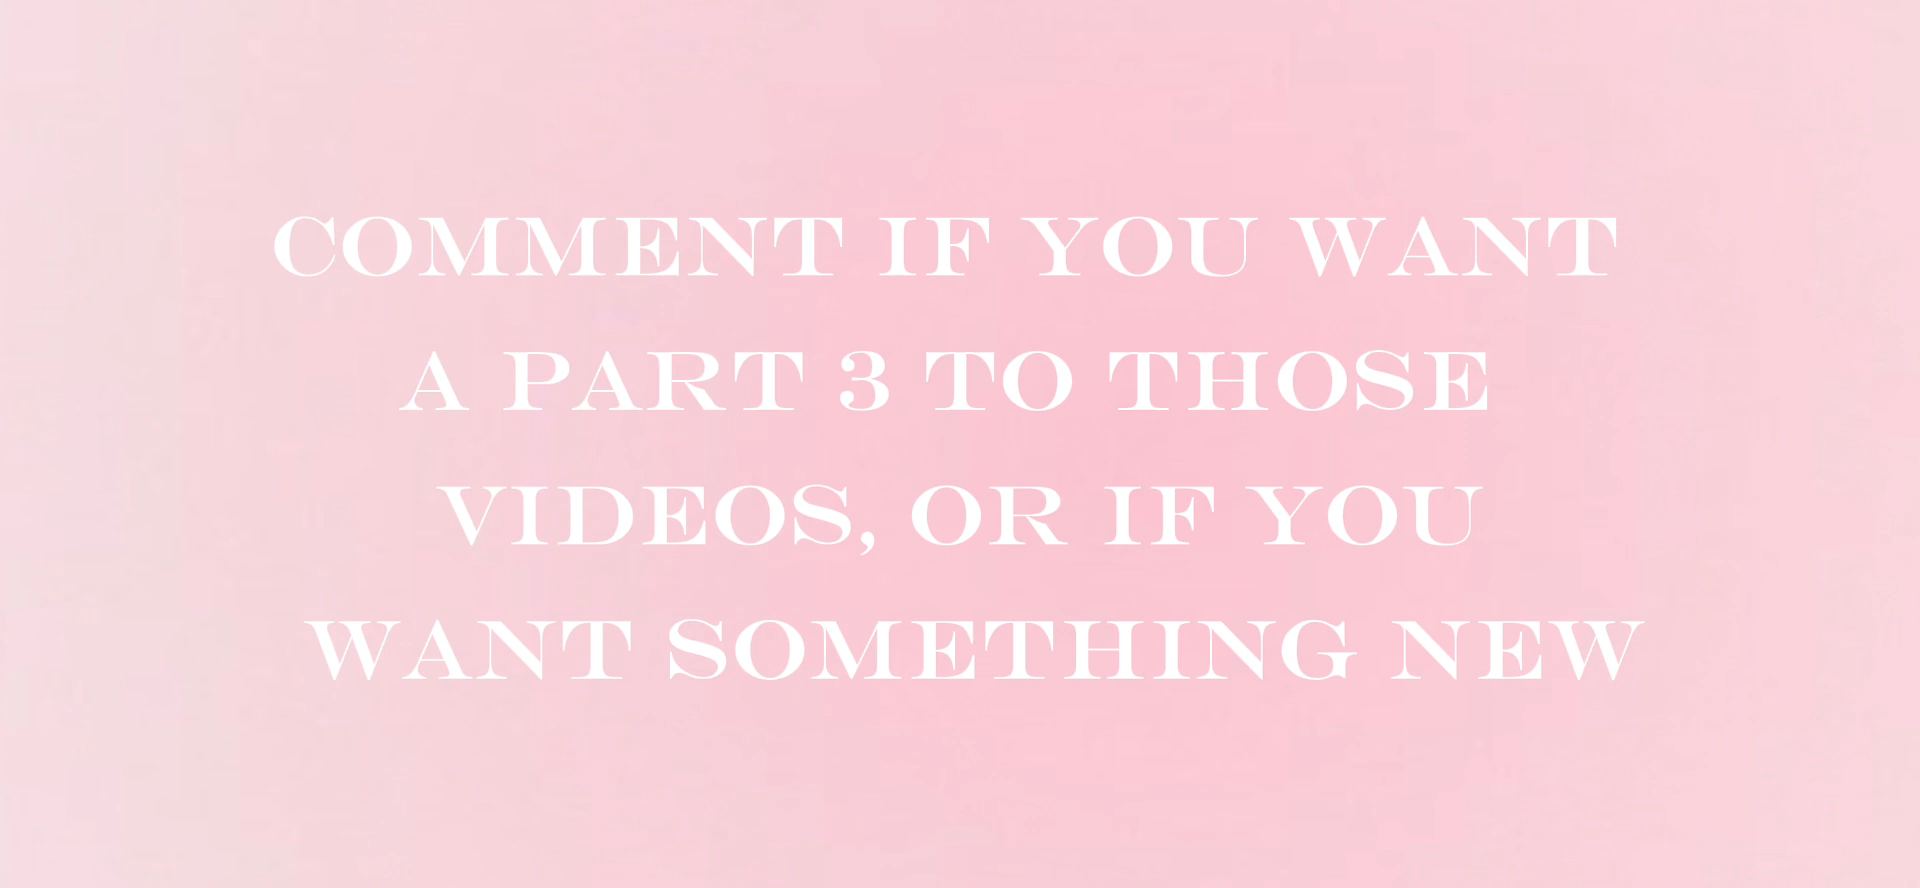 COMMENT IF YOU WANT
A PART 3 TO THOSE
VIDEOS, OR IF YOU
WANT SOMETHING NEW